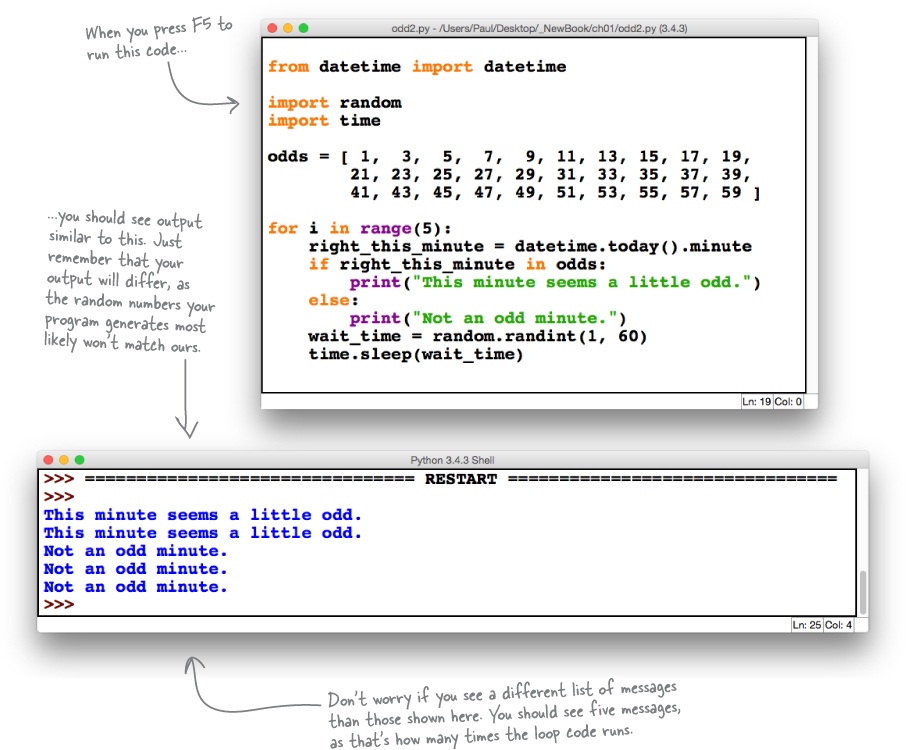 When you press F5 to
run this code...
odd2.py - /Users/Paul/Desktop/_NewBook/ch01/odd2.py (3.4.3)
from datetime import datetime
import random
import time
odds = [ 1,  3,  5,  7,  9, 11, 13, 15, 17, 19,
        21, 23, 25, 27, 29, 31, 33, 35, 37, 39,
        41, 43, 45, 47, 49, 51, 53, 55, 57, 59 ]
for i in range(5):
    right_this_minute = datetime.today().minute
    if right_this_minute in odds:
        print("This minute seems a little odd.")
    else:
        print("Not an odd minute.")
    wait_time = random.randint(1, 60)
    time.sleep(wait_time)
Ln: 19 Col: 0
...you should see output
similar to this. Just
remember that your
output will differ, as
the random numbers your
program generates most
likely won't match ours.
Python 3.4.3 Shell
>>> ================================ RESTART ================================
>>>
This minute seems a little odd.
This minute seems a little odd.
Not an odd minute.
Not an odd minute.
Not an odd minute.
>>>
Ln: 25 Col: 4
Don't worry if you see a different list of messages
than those shown here. You should see five messages,
as that's how many times the loop code runs.